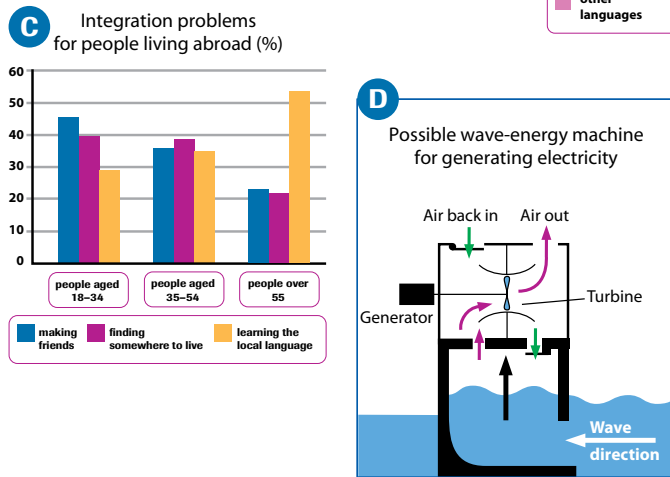 other
languages
C
Integration problems
for people living abroad (%)
60
50
40
30
20
10
0
people aged
18–34
people aged
35–54
people over
55
making
friends
finding
somewhere to live
learning the
local language
D
Possible wave-energy machine
for generating electricity
Air back in
Air out
Turbine
Generator
Wave
direction